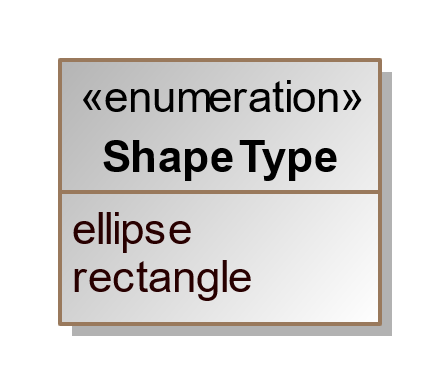 «enumeration»
ShapeType
ellipse
rectangle